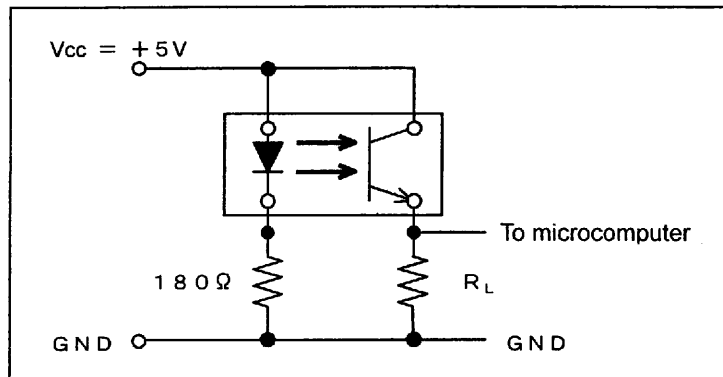 Vcc = +5V
To microcomputer
180Ω
RL
GND
GND